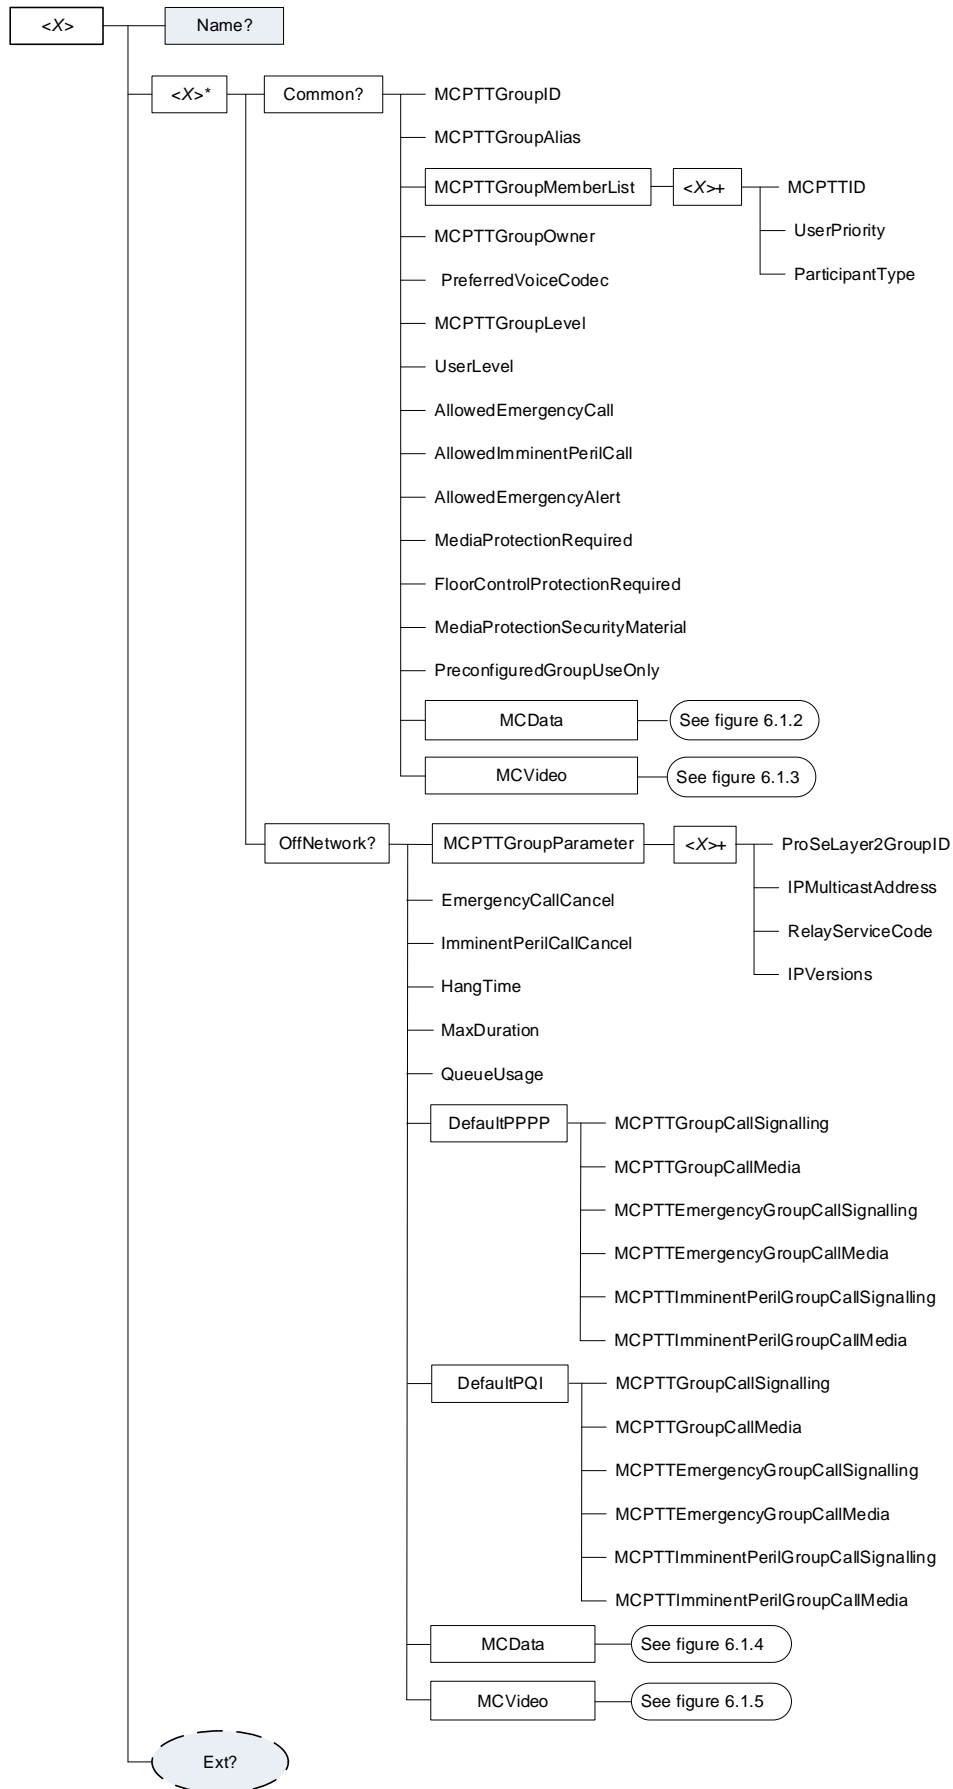 <X>
Name?
<X>*
Common?
MCPTTGroupID
MCPTTGroupAlias
MCPTTGroupMemberList
<X>+
MCPTTID
UserPriority
ParticipantType
MCPTTGroupOwner
PreferredVoiceCodec
MCPTTGroupLevel
UserLevel
AllowedEmergencyCall
AllowedImminentPerilCall
AllowedEmergencyAlert
MediaProtectionRequired
FloorControlProtectionRequired
MediaProtectionSecurityMaterial
PreconfiguredGroupUseOnly
MCData
See figure 6.1.2
MCVideo
See figure 6.1.3
OffNetwork?
MCPTTGroupParameter
<X>+
ProSeLayer2GroupID
IPMulticastAddress
RelayServiceCode
IPVersions
EmergencyCallCancel
ImminentPerilCallCancel
HangTime
MaxDuration
QueueUsage
DefaultPPPP
MCPTTGroupCallSignalling
MCPTTGroupCallMedia
MCPTTEmergencyGroupCallSignalling
MCPTTEmergencyGroupCallMedia
MCPTTImminentPerilGroupCallSignalling
MCPTTImminentPerilGroupCallMedia
DefaultPQI
MCPTTGroupCallSignalling
MCPTTGroupCallMedia
MCPTTEmergencyGroupCallSignalling
MCPTTEmergencyGroupCallMedia
MCPTTImminentPerilGroupCallSignalling
MCPTTImminentPerilGroupCallMedia
MCData
See figure 6.1.4
MCVideo
See figure 6.1.5
Ext?